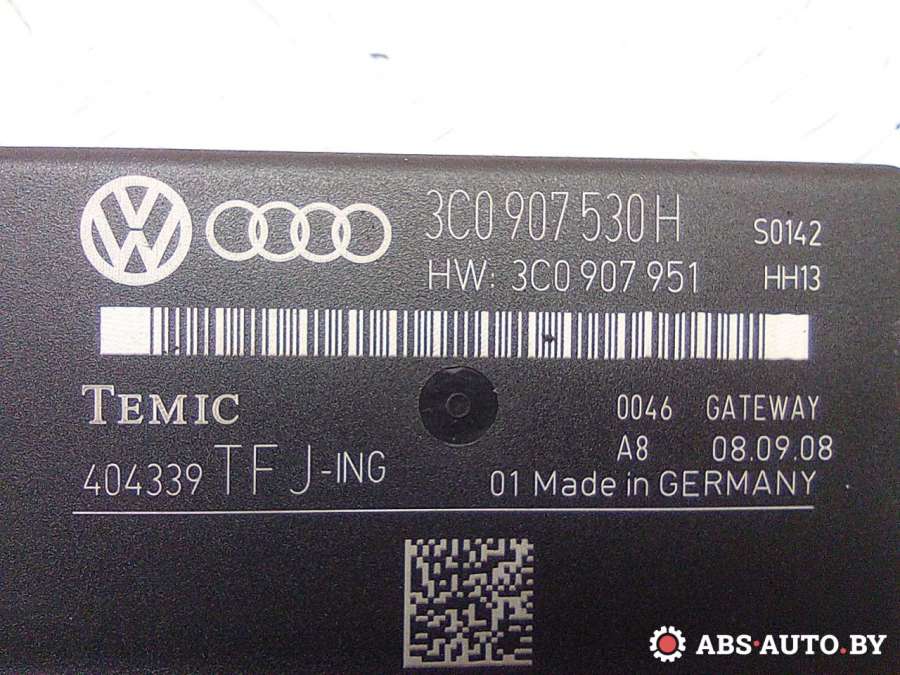 3C0 907 530 H
S0142
HW: 3C0 907 951
HH13
TEMIC
0046 GATEWAY
A8 08.09.08
404339 TFJ-ING
01 Made in GERMANY
ABS-AUTO.BY